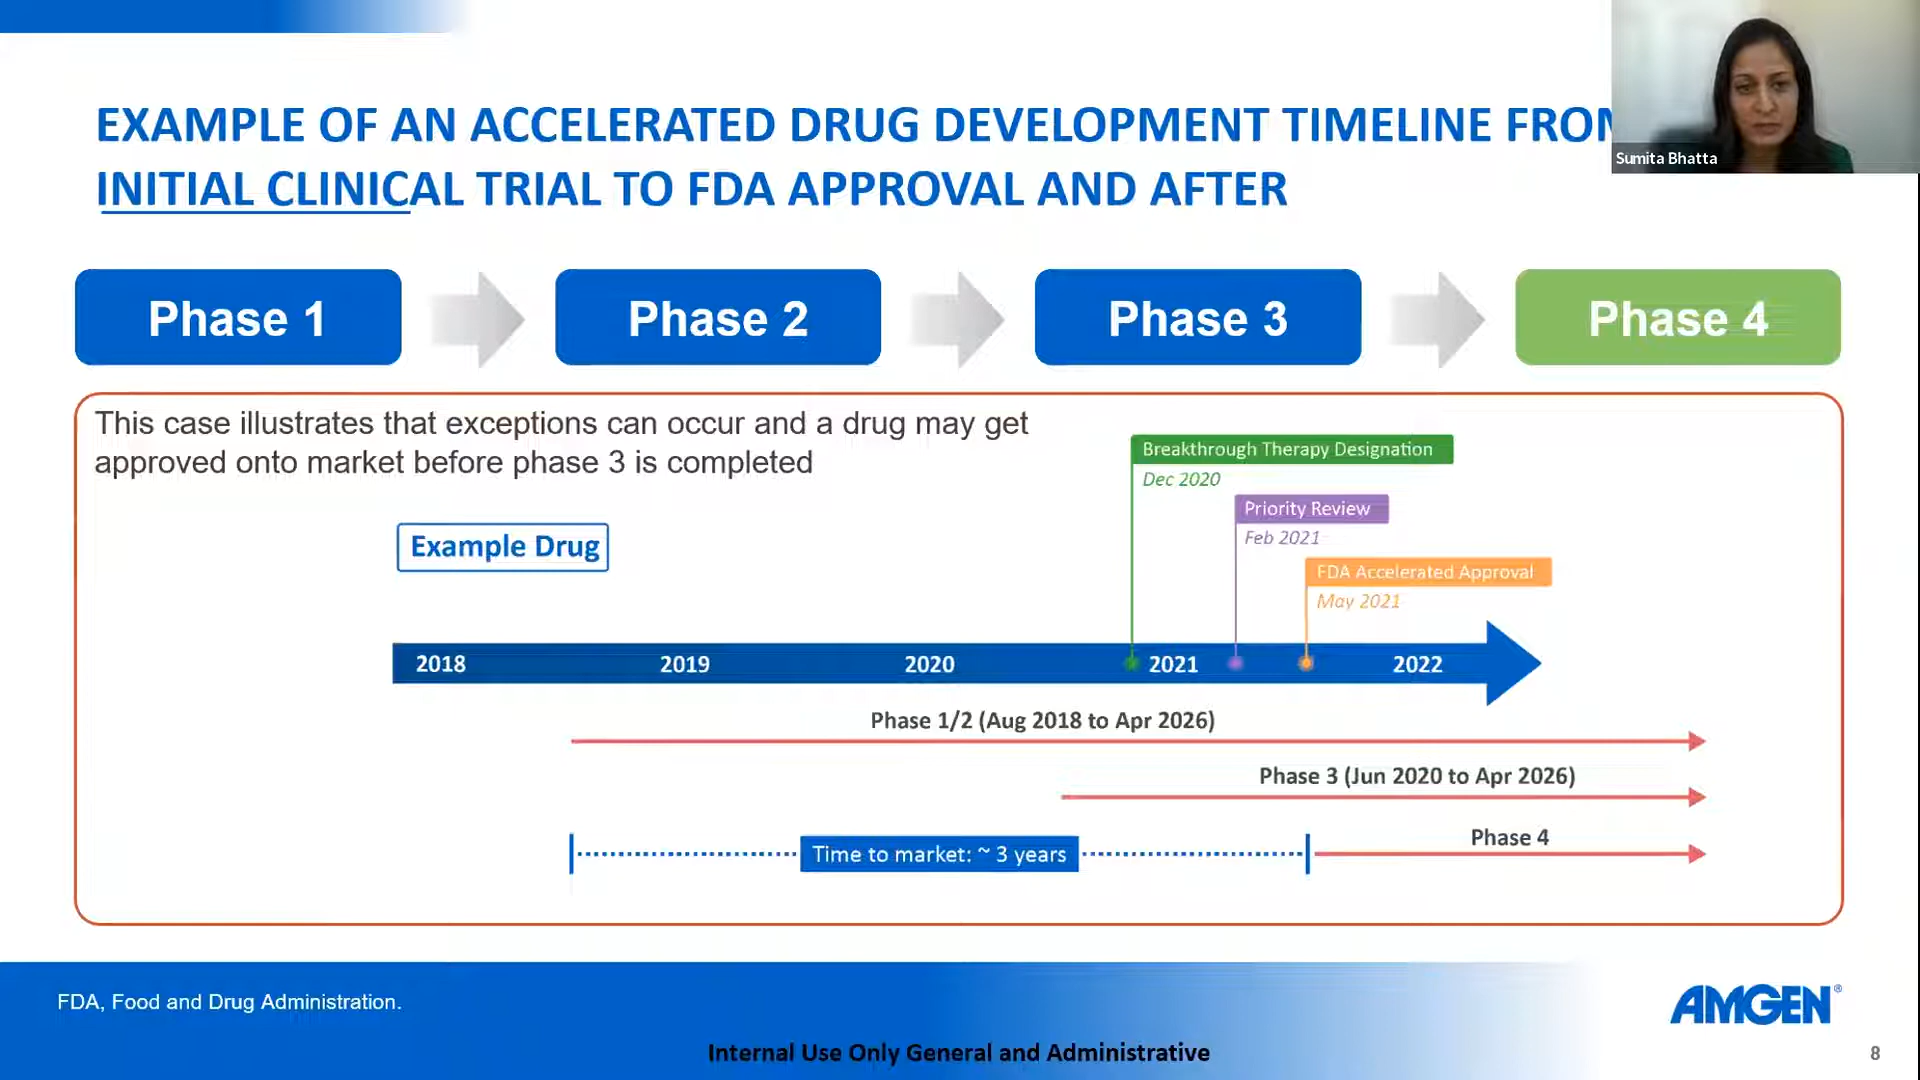 EXAMPLE OF AN ACCELERATED DRUG DEVELOPMENT TIMELINE FROM
Sumita Bhatta
INITIAL CLINICAL TRIAL TO FDA APPROVAL AND AFTER
Phase 1
Phase 2
Phase 3
Phase 4
This case illustrates that exceptions can occur and a drug may get
approved onto market before phase 3 is completed
Breakthrough Therapy Designation
Dec 2020
Priority Review
Feb 2021
Example Drug
FDA Accelerated Approval
May 2021
2018 2019 2020 2021 2022
Phase 1/2 (Aug 2018 to Apr 2026)
Phase 3 (Jun 2020 to Apr 2026)
Phase 4
Time to market: ~ 3 years
FDA, Food and Drug Administration.
AMGEN®
Internal Use Only General and Administrative
8